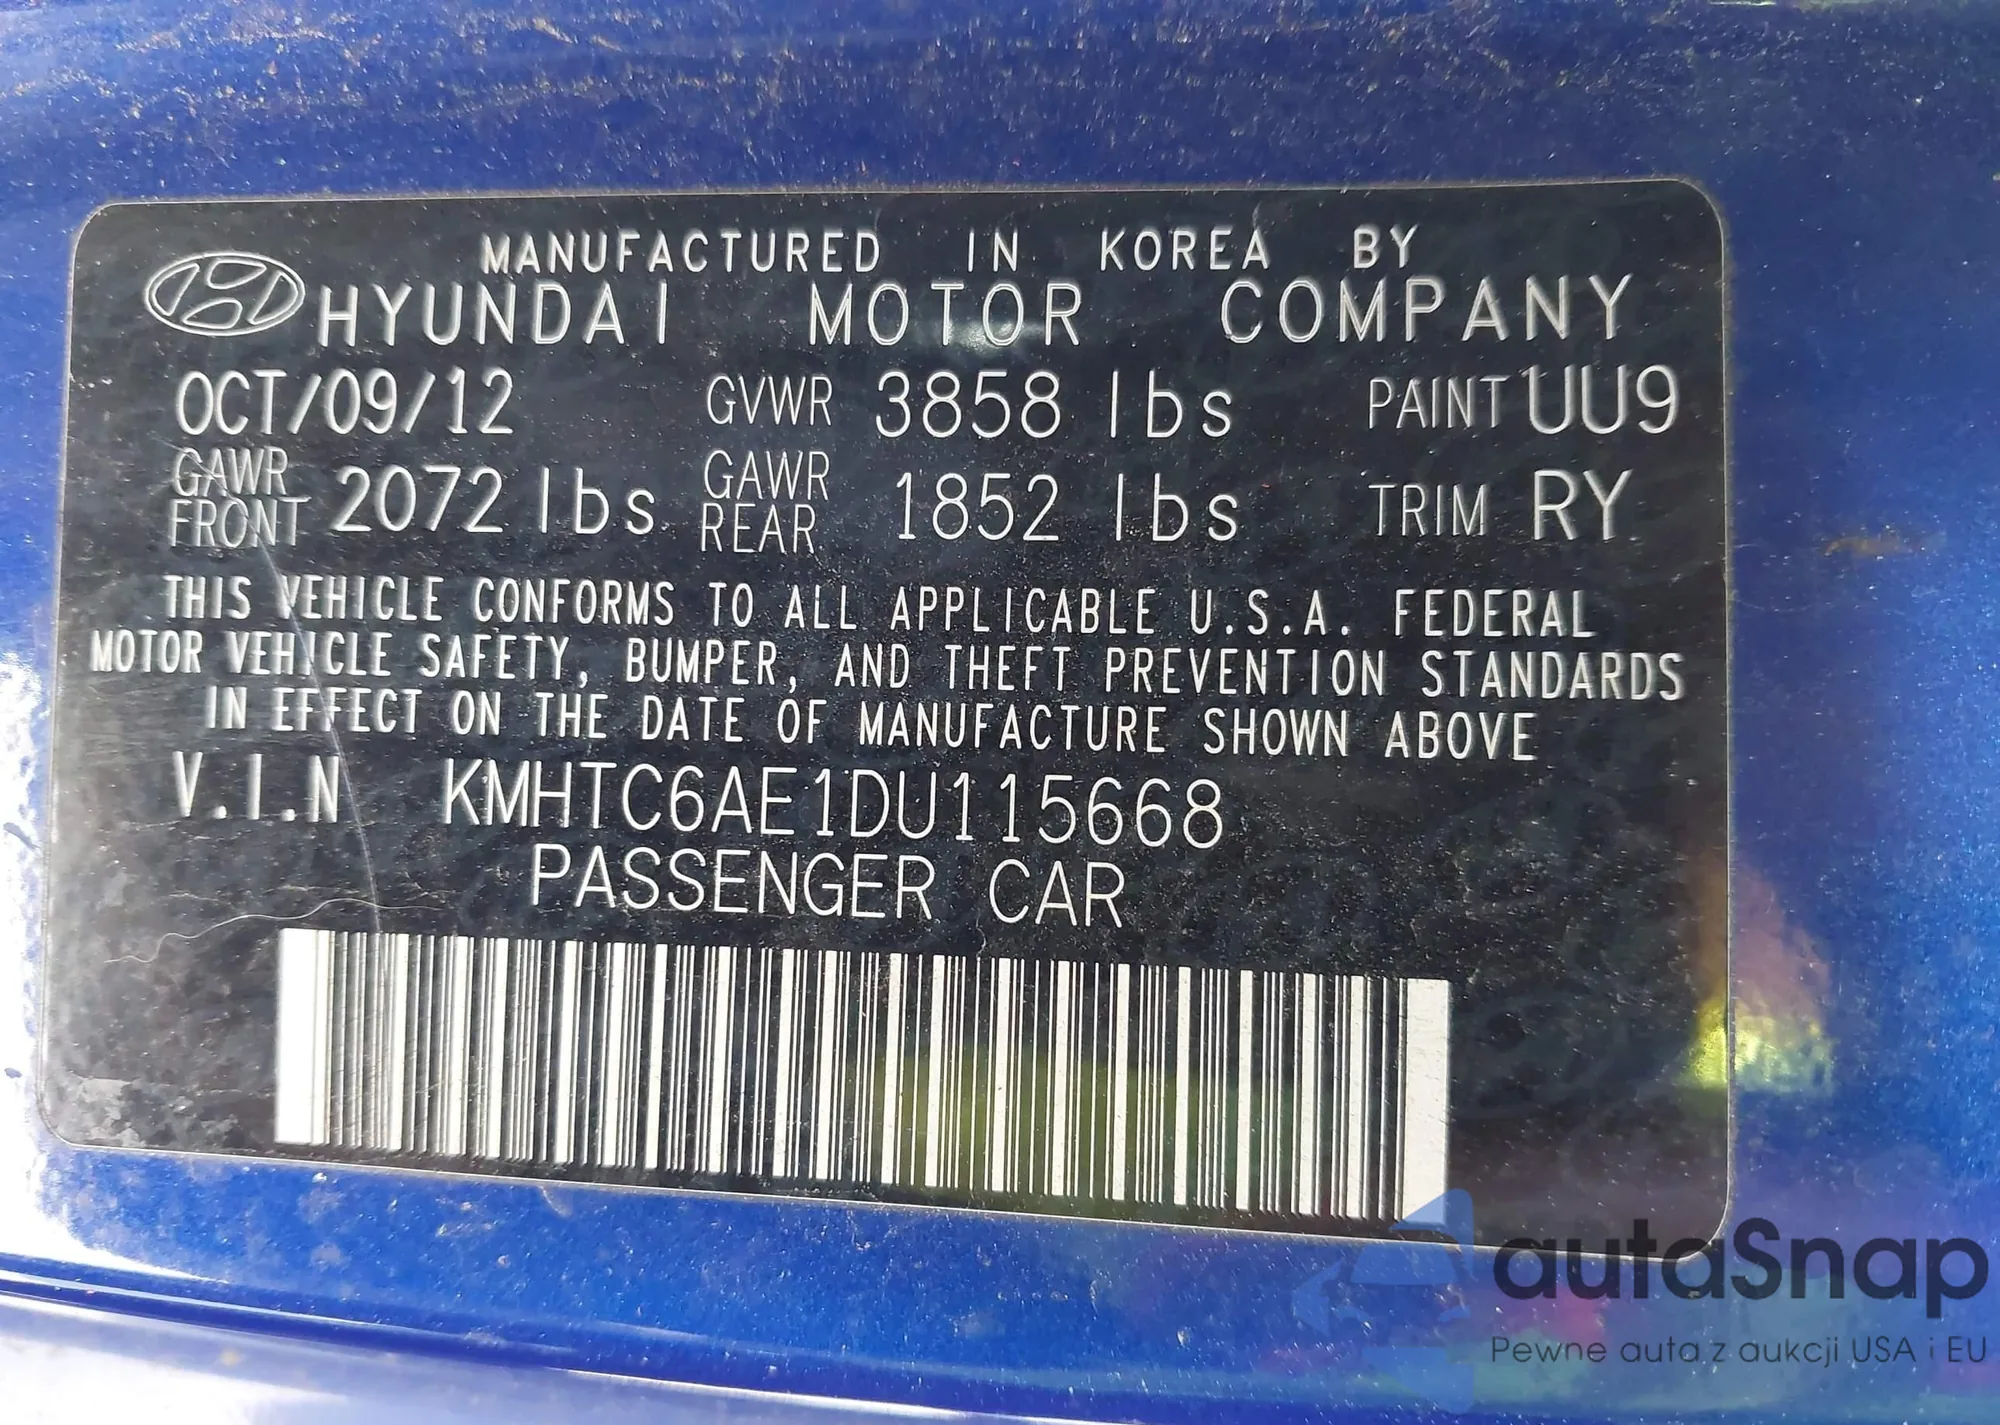 MANUFACTURED IN KOREA BY
HYUNDAI MOTOR COMPANY
OCT/09/12 GVWR 3858 lbs PAINT UU9
GAWR FRONT 2072 lbs GAWR REAR 1852 lbs TRIM RY
THIS VEHICLE CONFORMS TO ALL APPLICABLE U.S.A. FEDERAL
MOTOR VEHICLE SAFETY, BUMPER, AND THEFT PREVENTION STANDARDS
IN EFFECT ON THE DATE OF MANUFACTURE SHOWN ABOVE
V.I.N KMHTC6AE1DU115668
PASSENGER CAR
autaSnap
Pewne auta z aukcji USA i EU